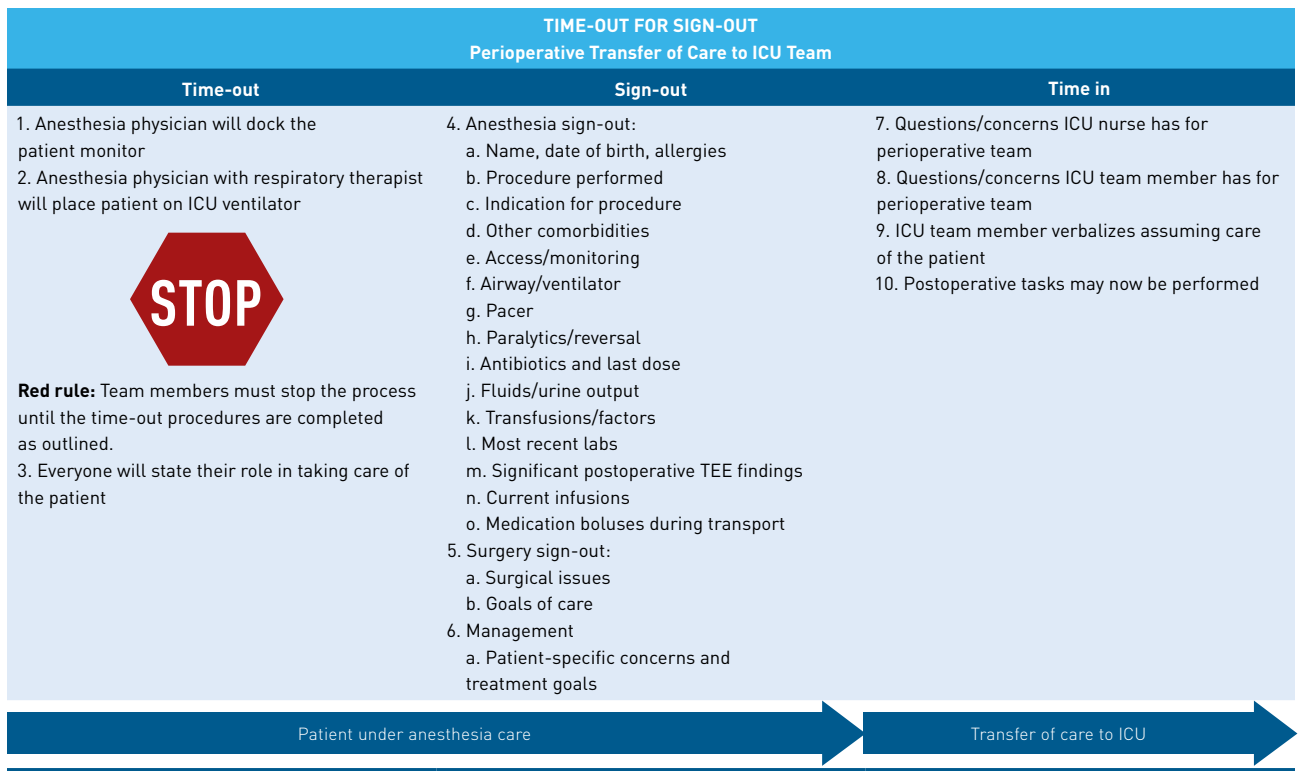 TIME-OUT FOR SIGN-OUT
Perioperative Transfer of Care to ICU Team
Time-out
Sign-out
Time in
1. Anesthesia physician will dock the
patient monitor
2. Anesthesia physician with respiratory therapist
will place patient on ICU ventilator
STOP
Red rule: Team members must stop the process
until the time-out procedures are completed
as outlined.
3. Everyone will state their role in taking care of
the patient
4. Anesthesia sign-out:
a. Name, date of birth, allergies
b. Procedure performed
c. Indication for procedure
d. Other comorbidities
e. Access/monitoring
f. Airway/ventilator
g. Pacer
h. Paralytics/reversal
i. Antibiotics and last dose
j. Fluids/urine output
k. Transfusions/factors
l. Most recent labs
m. Significant postoperative TEE findings
n. Current infusions
o. Medication boluses during transport
5. Surgery sign-out:
a. Surgical issues
b. Goals of care
6. Management
a. Patient-specific concerns and
treatment goals
7. Questions/concerns ICU nurse has for
perioperative team
8. Questions/concerns ICU team member has for
perioperative team
9. ICU team member verbalizes assuming care
of the patient
10. Postoperative tasks may now be performed
Patient under anesthesia care
Transfer of care to ICU